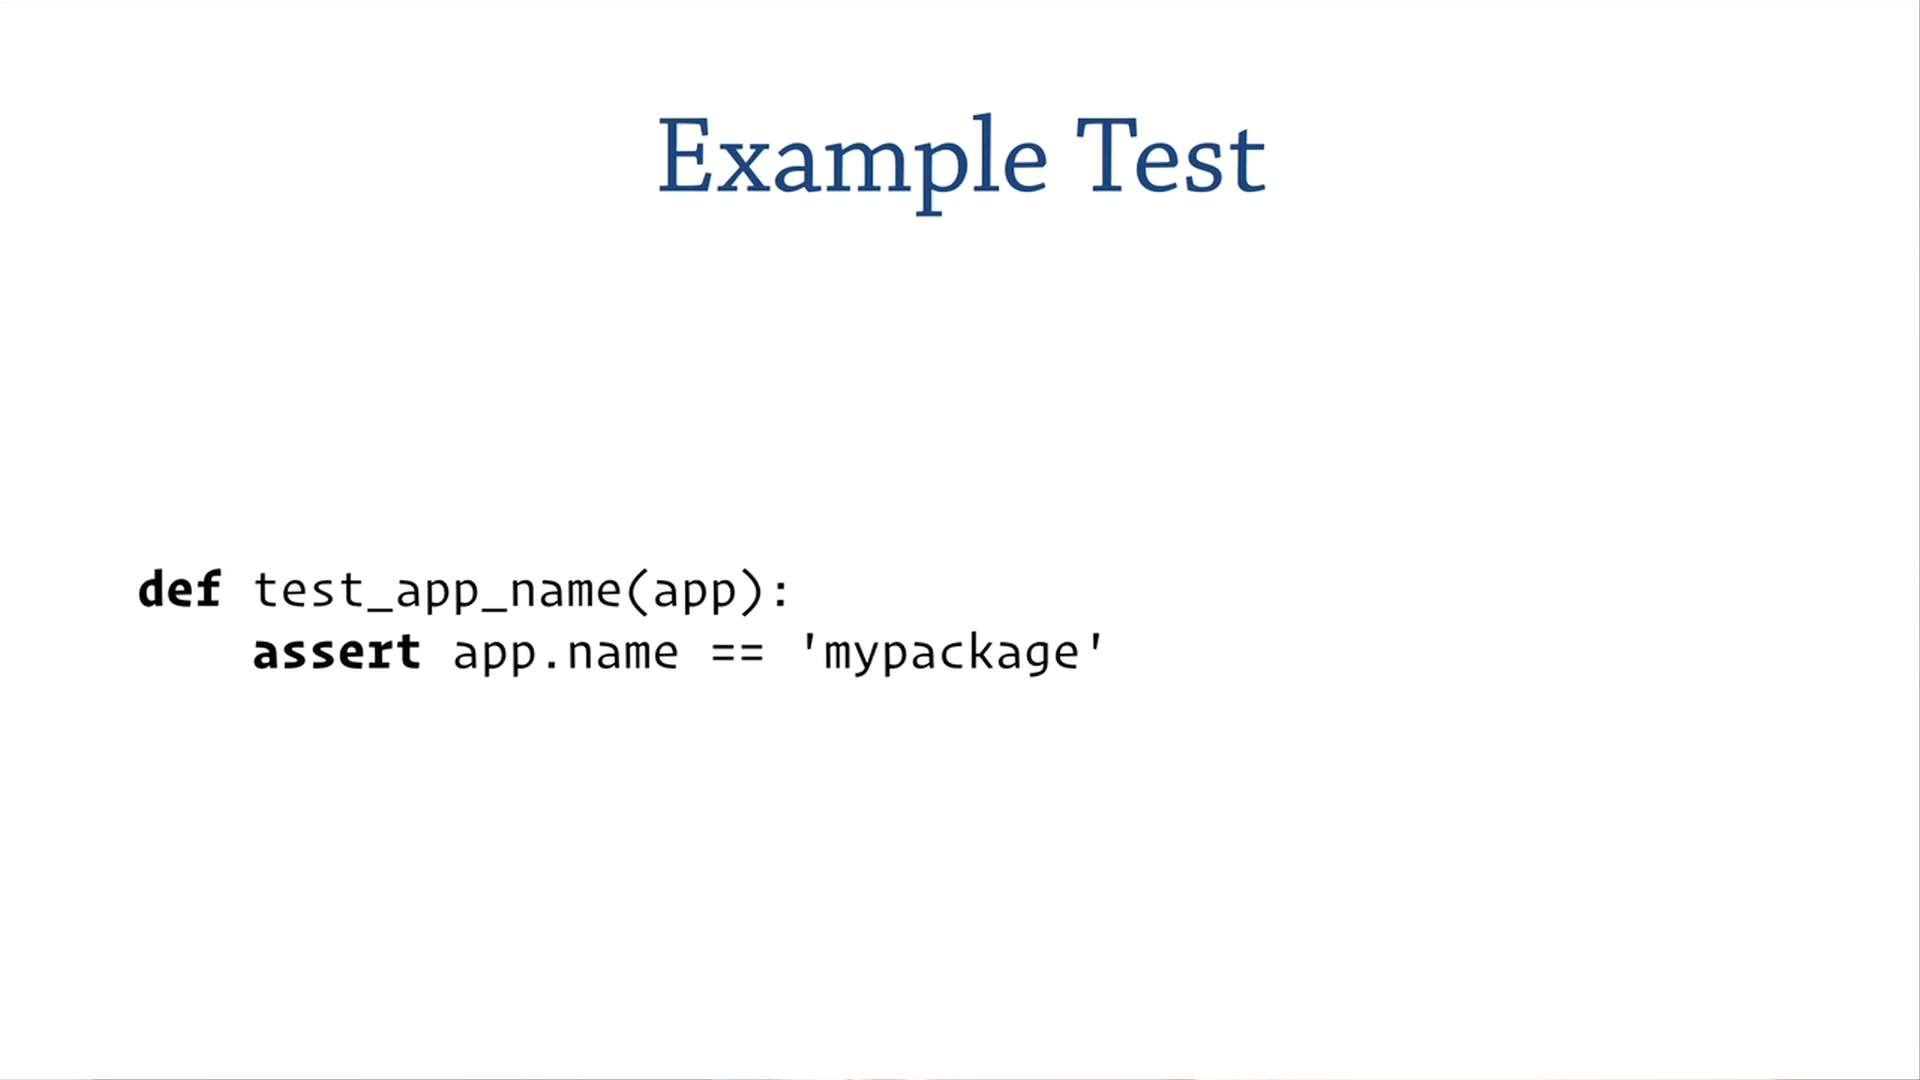 Example Test
def test_app_name(app):
    assert app.name == 'mypackage'